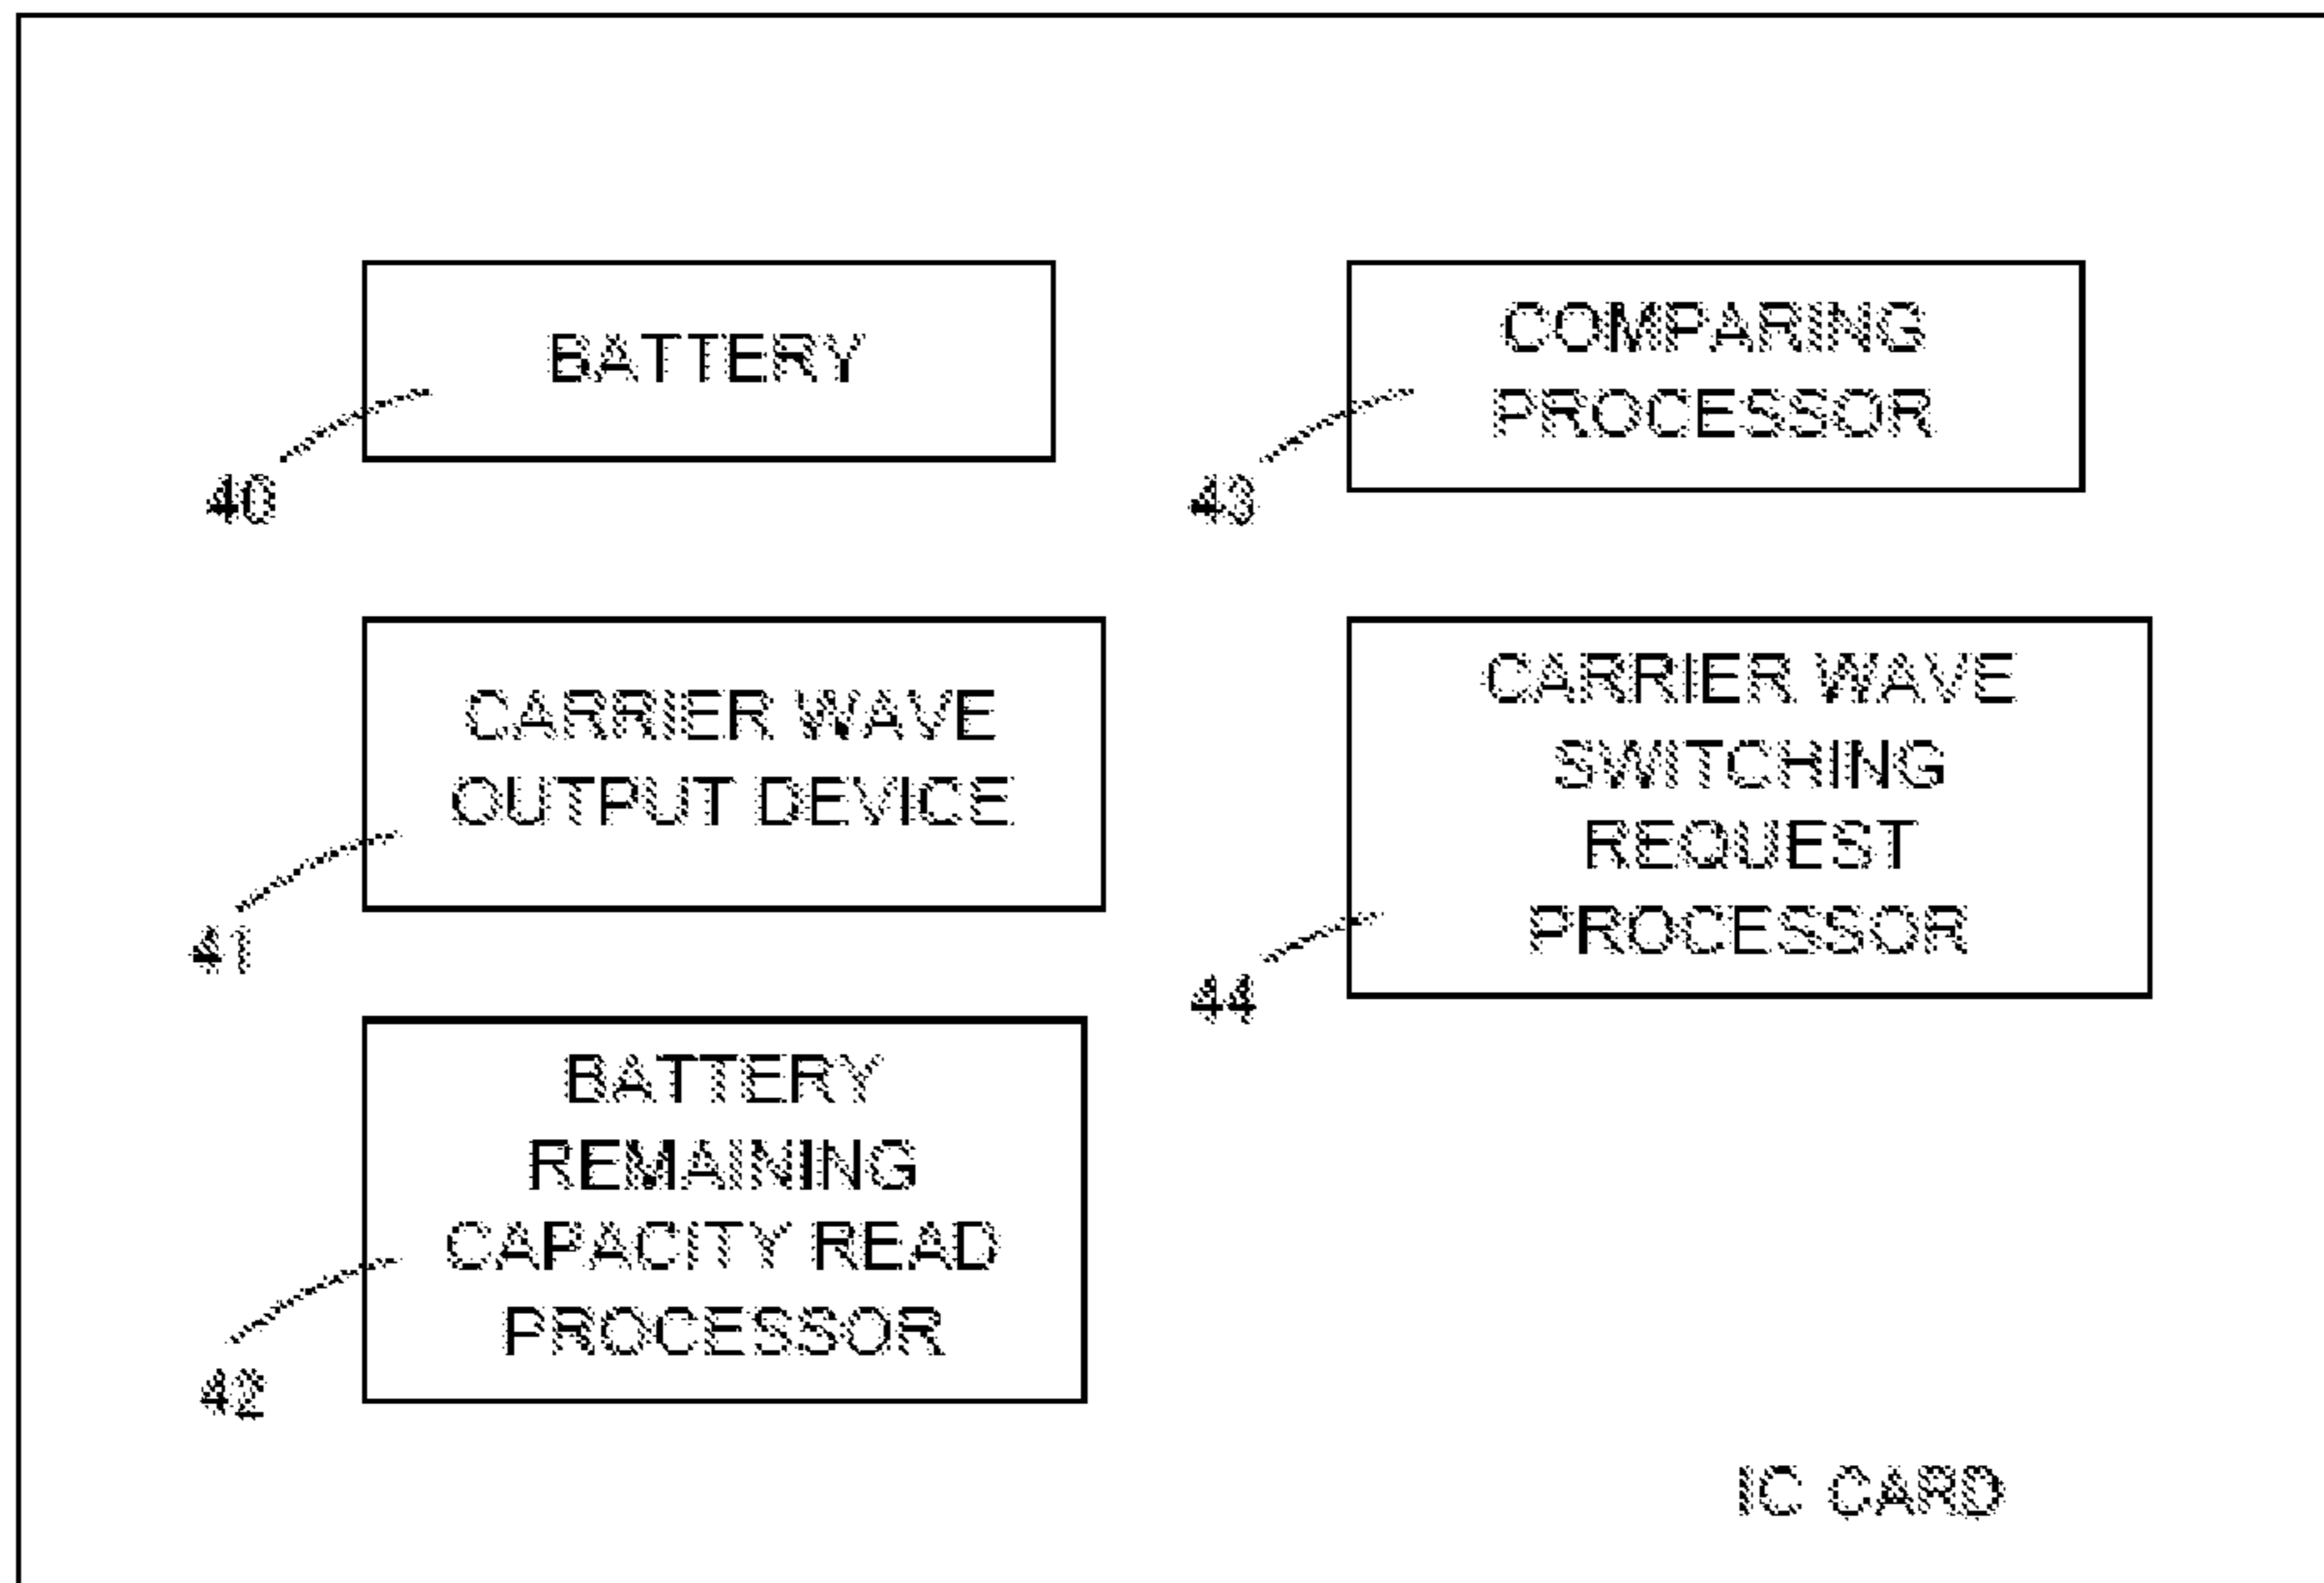 BATTERY
40
CARRIER WAVE
OUTPUT DEVICE
41
BATTERY
REMAINING
CAPACITY READ
PROCESSOR
42
COMPARING
PROCESSOR
43
CARRIER WAVE
SWITCHING
REQUEST
PROCESSOR
44
IC CARD